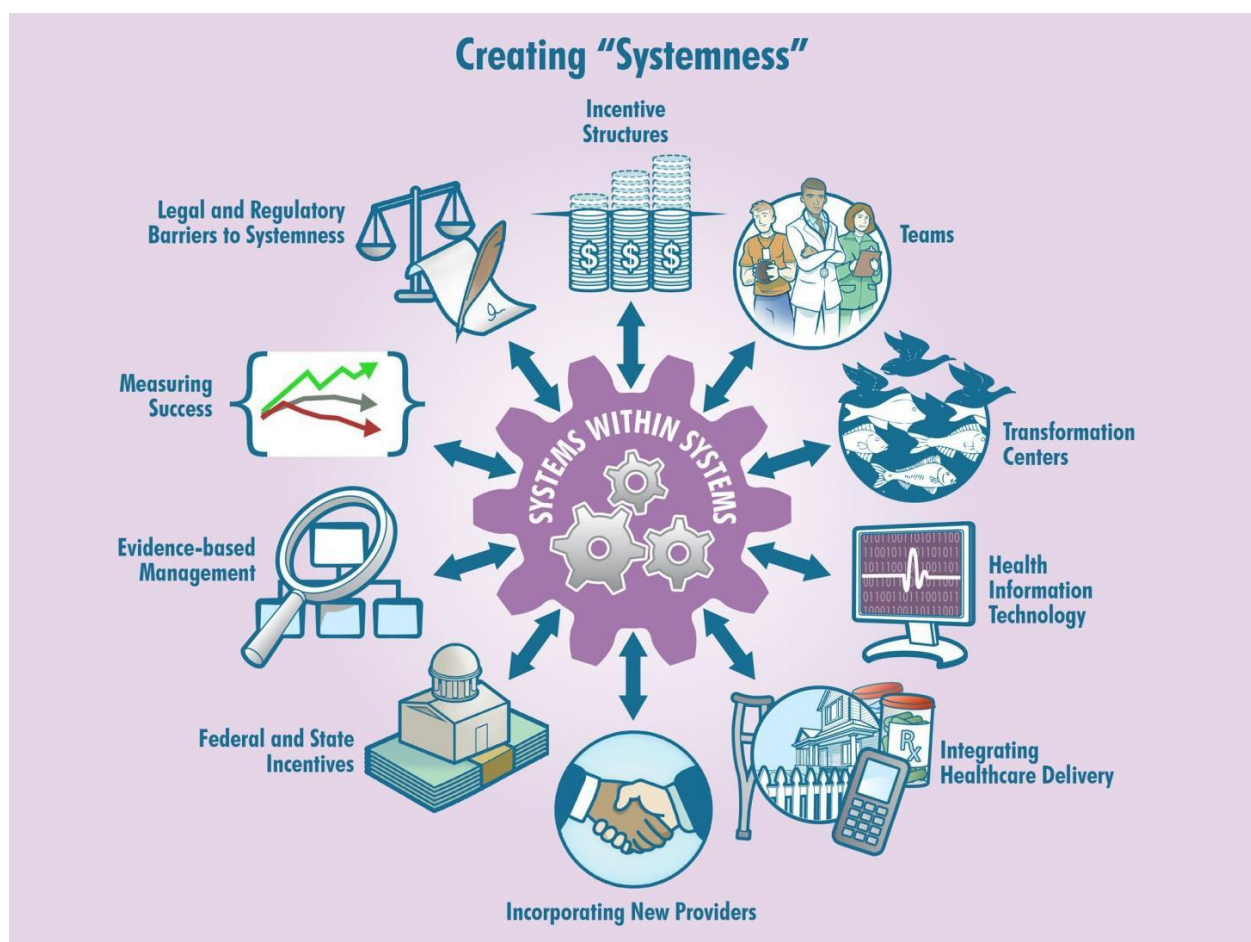 Creating “Systemness”
Incentive
Structures
Legal and Regulatory
Barriers to Systemness
Teams
$ $ $
Measuring
Success
Transformation
Centers
SYSTEMS WITHIN SYSTEMS
Evidence-based
Management
Health
Information
Technology
Federal and State
Incentives
Rx
Integrating
Healthcare Delivery
Incorporating New Providers